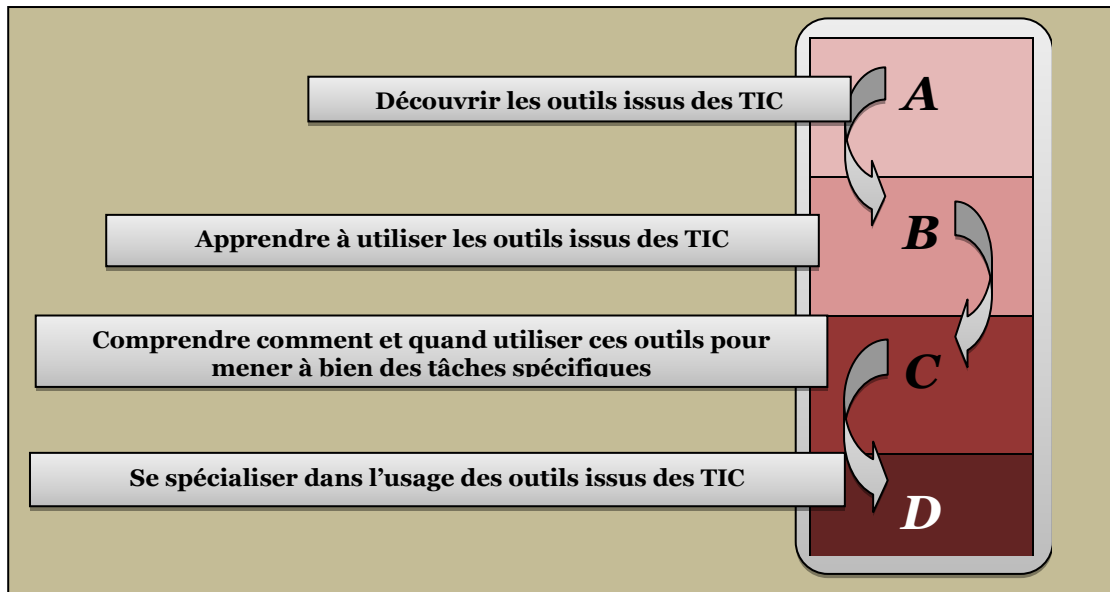 Découvrir les outils issus des TIC
A
Apprendre à utiliser les outils issus des TIC
B
Comprendre comment et quand utiliser ces outils pour
mener à bien des tâches spécifiques
C
Se spécialiser dans l’usage des outils issus des TIC
D